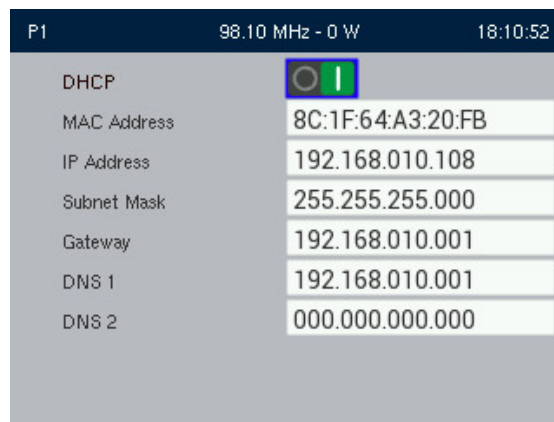 P1 98.10 MHz - 0 W 18:10:52
DHCP
MAC Address 8C:1F:64:A3:20:FB
IP Address 192.168.010.108
Subnet Mask 255.255.255.000
Gateway 192.168.010.001
DNS 1 192.168.010.001
DNS 2 000.000.000.000